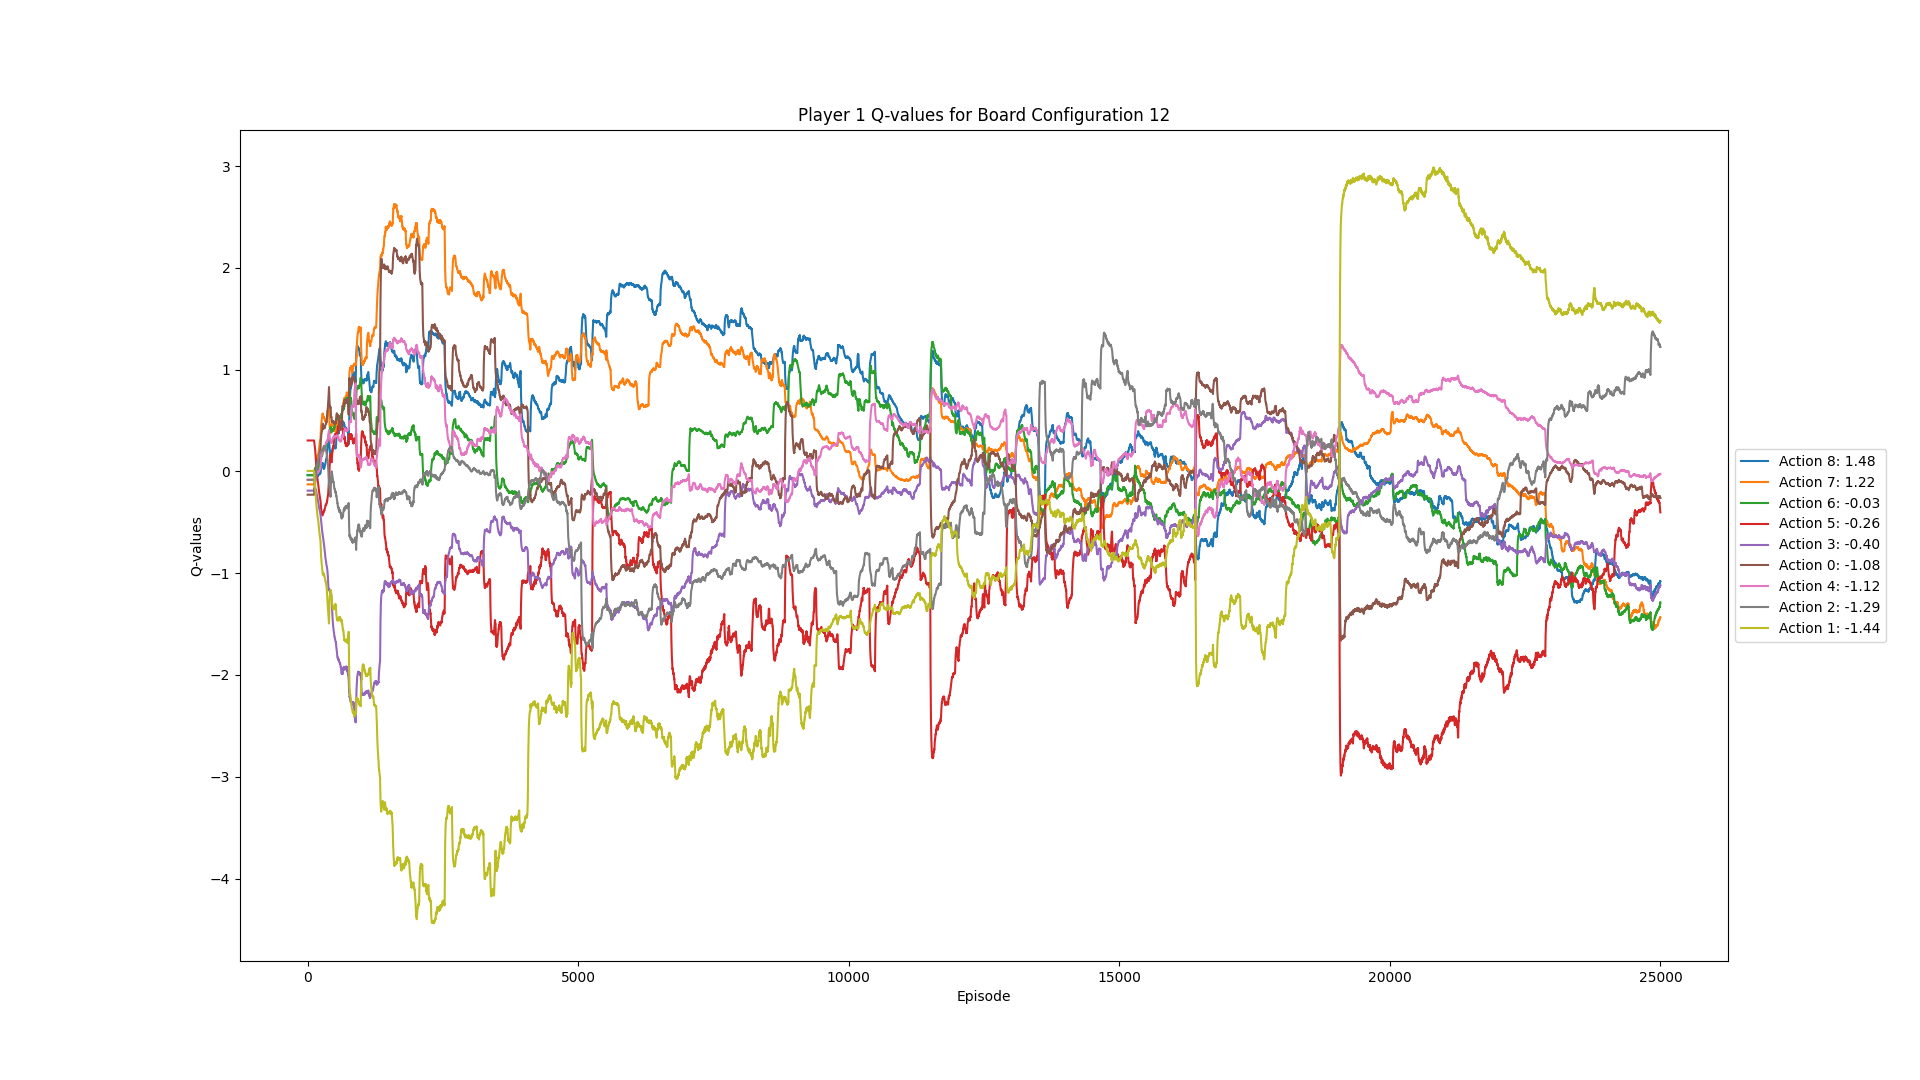 Player 1 Q-values for Board Configuration 12
3
2
1
0
−1
−2
−3
−4
Q-values
0
5000
10000
15000
20000
25000
Episode
Action 8: 1.48
Action 7: 1.22
Action 6: -0.03
Action 5: -0.26
Action 3: -0.40
Action 0: -1.08
Action 4: -1.12
Action 2: -1.29
Action 1: -1.44